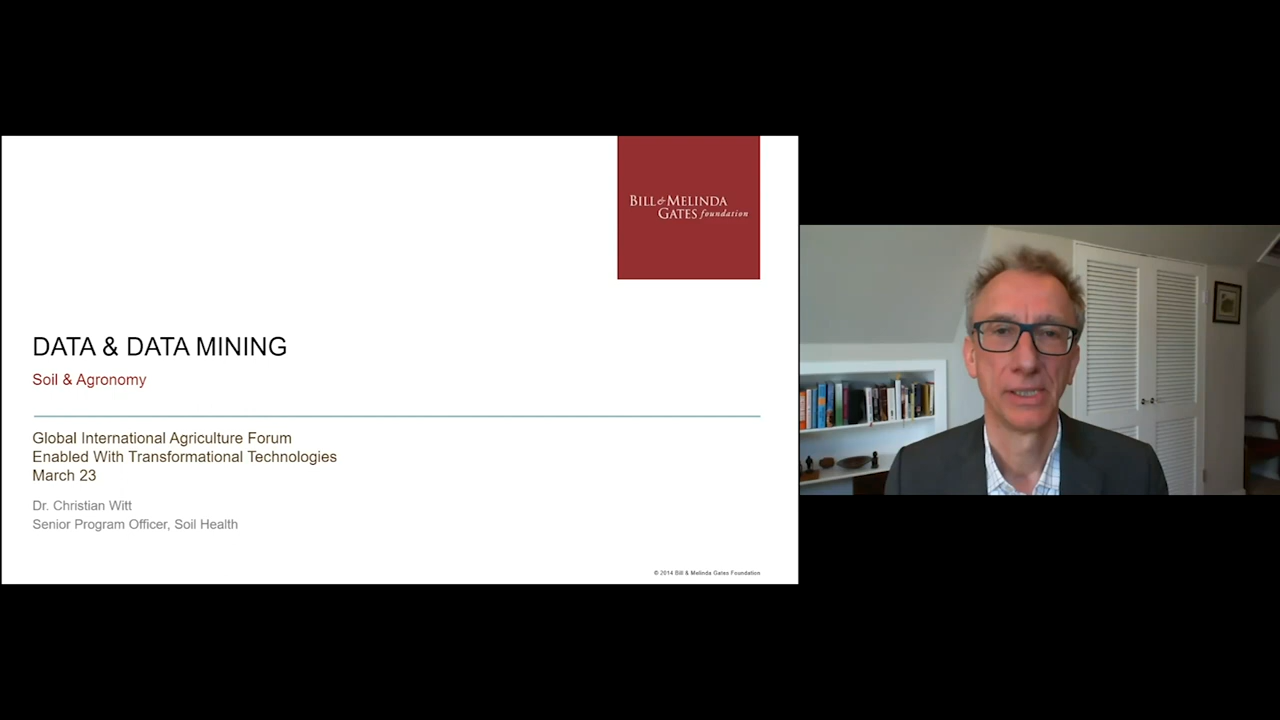 BILL & MELINDA
GATES foundation
DATA & DATA MINING
Soil & Agronomy
Global International Agriculture Forum
Enabled With Transformational Technologies
March 23
Dr. Christian Witt
Senior Program Officer, Soil Health
© 2014 Bill & Melinda Gates Foundation